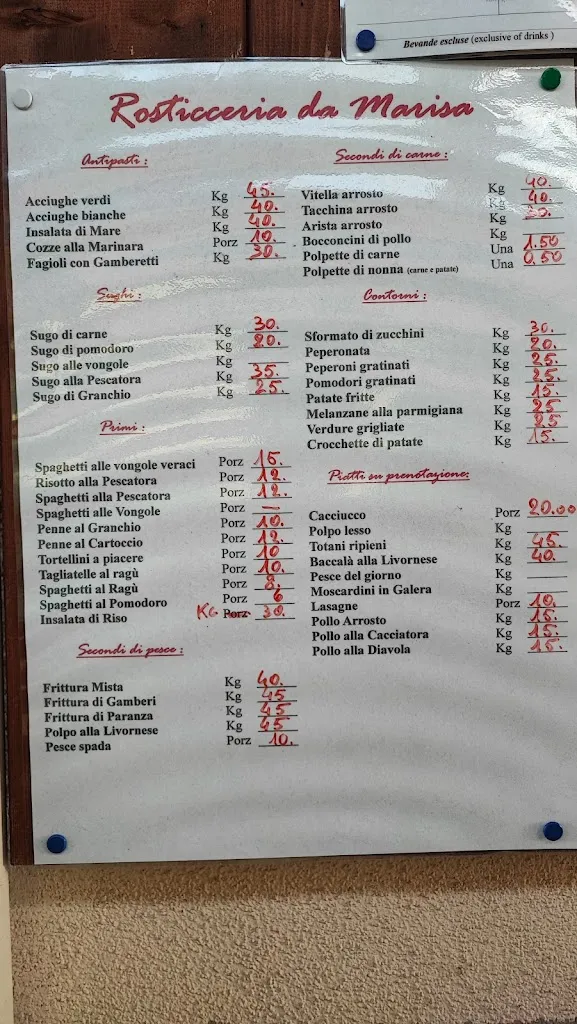 Bevande escluse (exclusive of drinks )
Rosticceria da Marisa
Antipasti :
Acciughe verdi Kg 45.
Acciughe bianche Kg 40.
Insalata di Mare Kg 40.
Cozze alla Marinara Porz 10.
Fagioli con Gamberetti Kg 30.
Sughi :
Sugo di carne Kg 30.
Sugo di pomodoro Kg 20.
Sugo alle vongole Kg
Sugo alla Pescatora Kg 35.
Sugo di Granchio Kg 25.
Primi :
Spaghetti alle vongole veraci Porz 15.
Risotto alla Pescatora Porz 12.
Spaghetti alla Pescatora Porz 12.
Spaghetti alle Vongole Porz —
Penne al Granchio Porz 10.
Penne al Cartoccio Porz 12.
Tortellini a piacere Porz 10
Tagliatelle al ragù Porz 10.
Spaghetti al Ragù Porz 8.
Spaghetti al Pomodoro Porz 6
Insalata di Riso KG Porz 30.
Secondi di pesce :
Frittura Mista Kg 40.
Frittura di Gamberi Kg 45
Frittura di Paranza Kg 45
Polpo alla Livornese Kg 45
Pesce spada Porz 10.
Secondi di carne :
Vitella arrosto Kg 40.
Tacchina arrosto Kg 40.
Arista arrosto Kg 30.
Bocconcini di pollo Kg
Polpette di carne Una 1.50
Polpette di nonna (carne e patate) Una 0,50
Contorni :
Sformato di zucchini Kg 30.
Peperonata Kg 20.
Peperoni gratinati Kg 25.
Pomodori gratinati Kg 25.
Patate fritte Kg 15.
Melanzane alla parmigiana Kg 25
Verdure grigliate Kg 25
Crocchette di patate Kg 15.
Piatti su prenotazione:
Cacciucco Porz 20.00
Polpo lesso Kg
Totani ripieni Kg 45.
Baccalà alla Livornese Kg 40.
Pesce del giorno Kg
Moscardini in Galera Kg
Lasagne Porz 10.
Pollo Arrosto Kg 15.
Pollo alla Cacciatora Kg 15.
Pollo alla Diavola Kg 15.